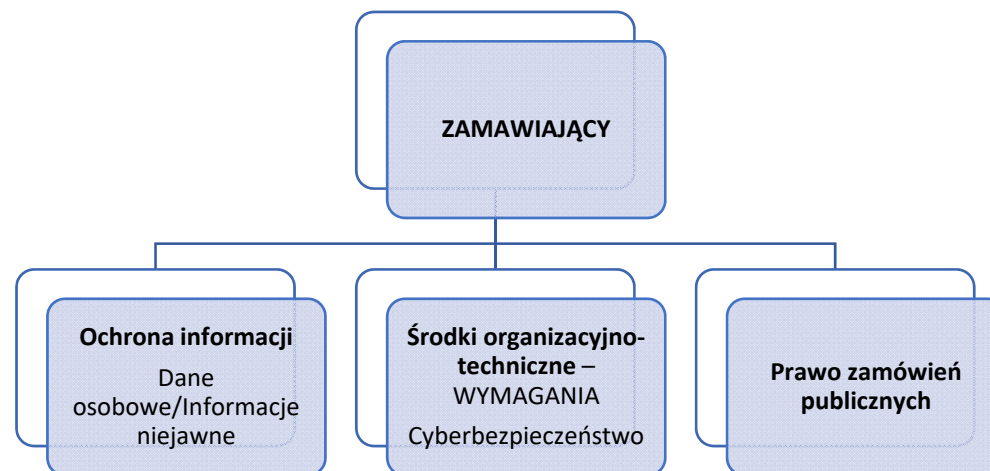 ZAMAWIAJĄCY
Ochrona informacji
Dane
osobowe/Informacje
niejawne
Środki organizacyjno-
techniczne –
WYMAGANIA
Cyberbezpieczeństwo
Prawo zamówień
publicznych